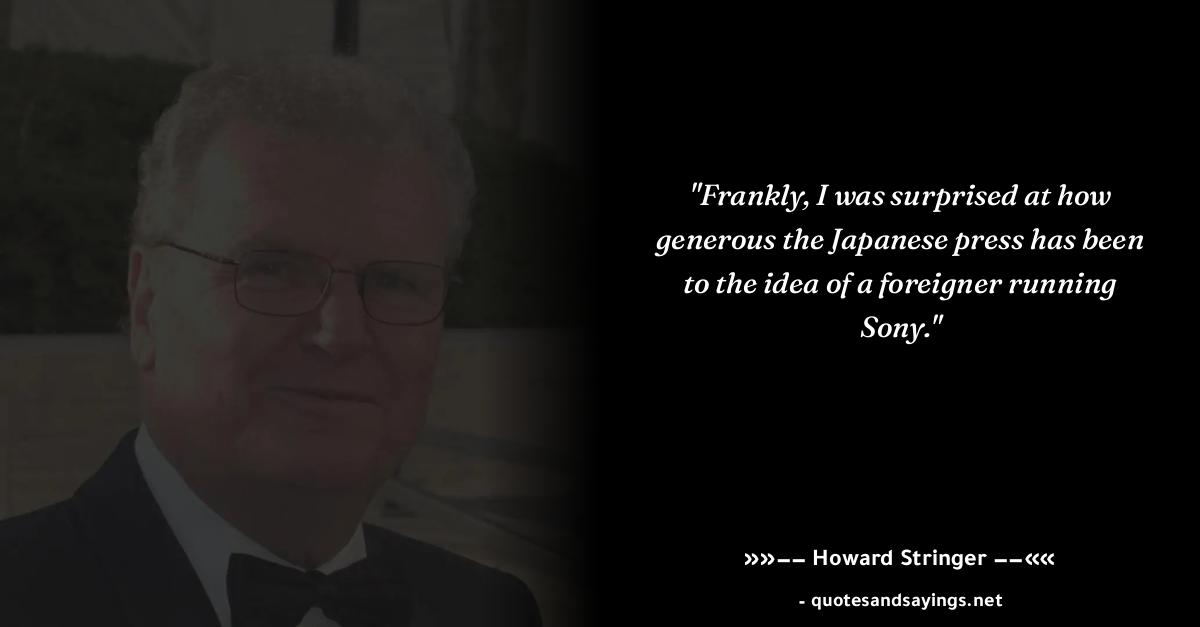 "Frankly, I was surprised at how
generous the Japanese press has been
to the idea of a foreigner running
Sony."
»»−− Howard Stringer −−««
- quotesandsayings.net